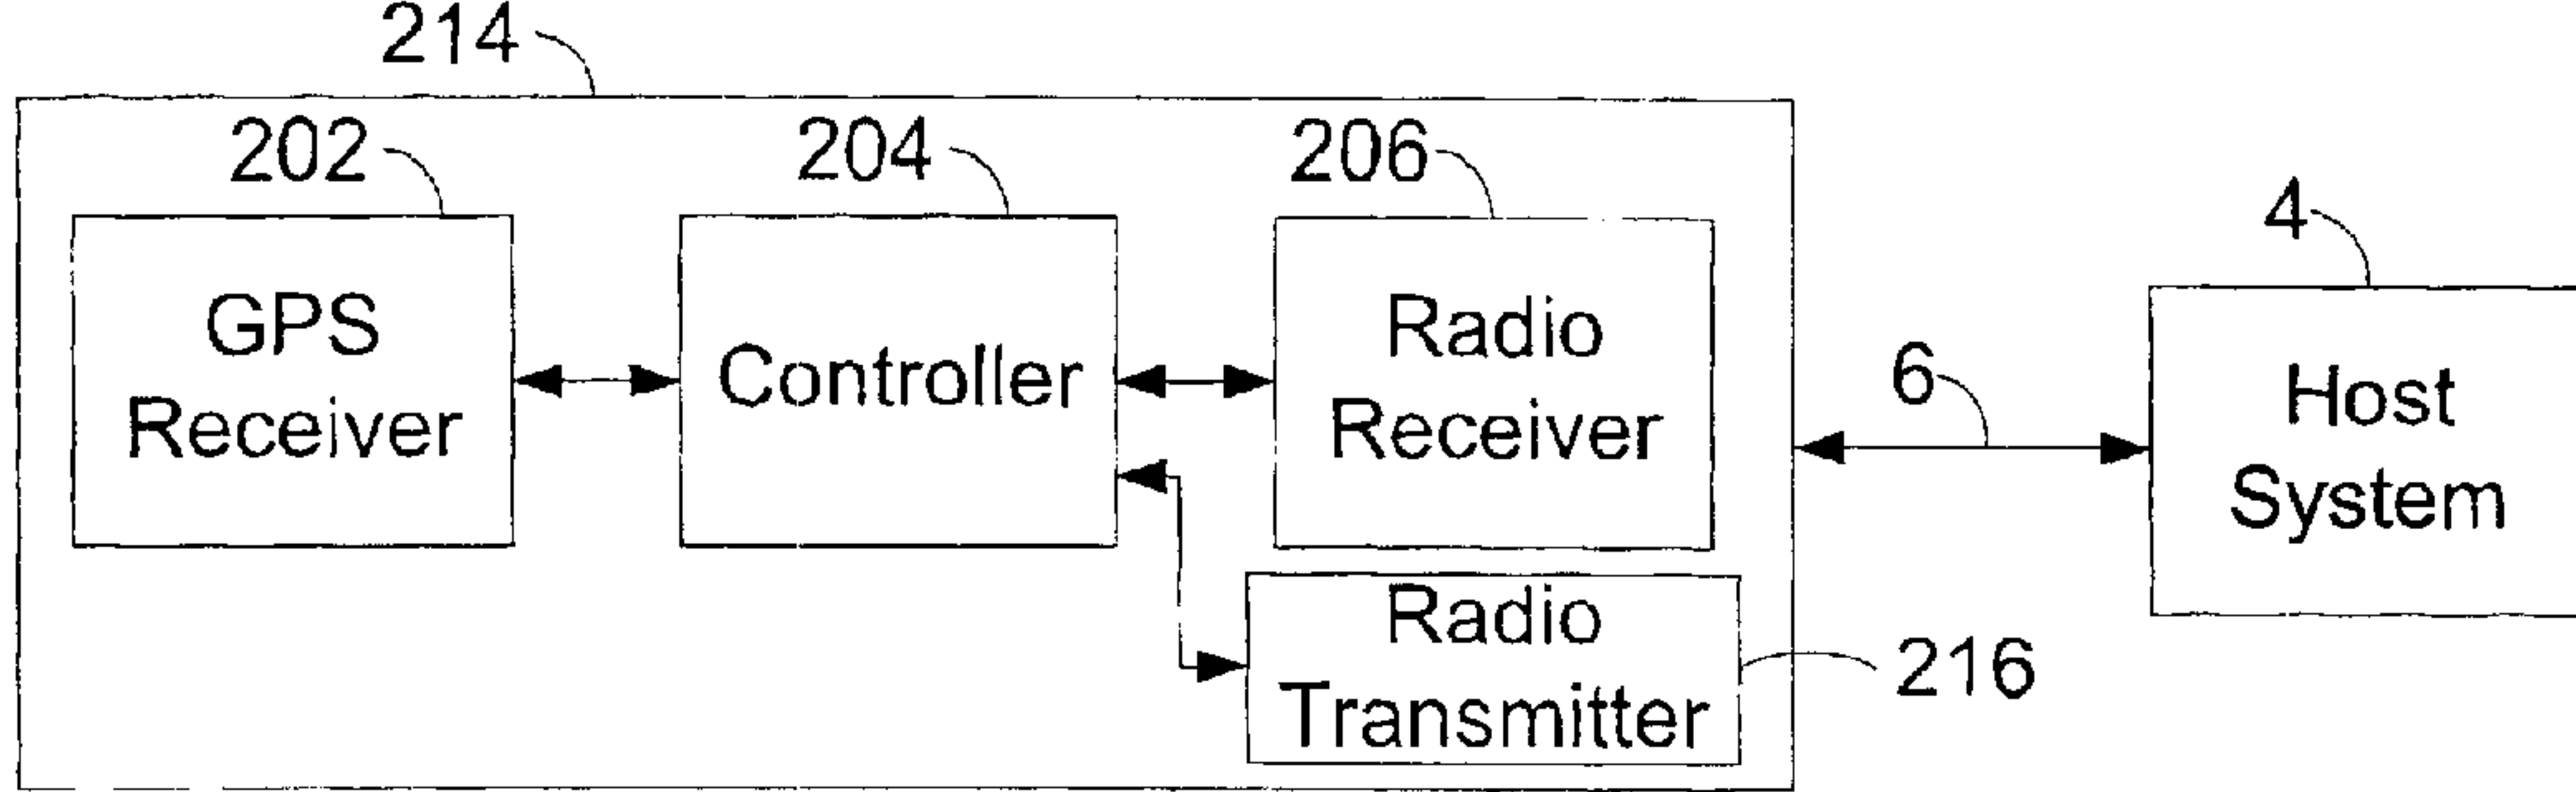 214
202
204
206
4
GPS
Receiver
Controller
Radio
Receiver
6
Host
System
Radio
Transmitter
216